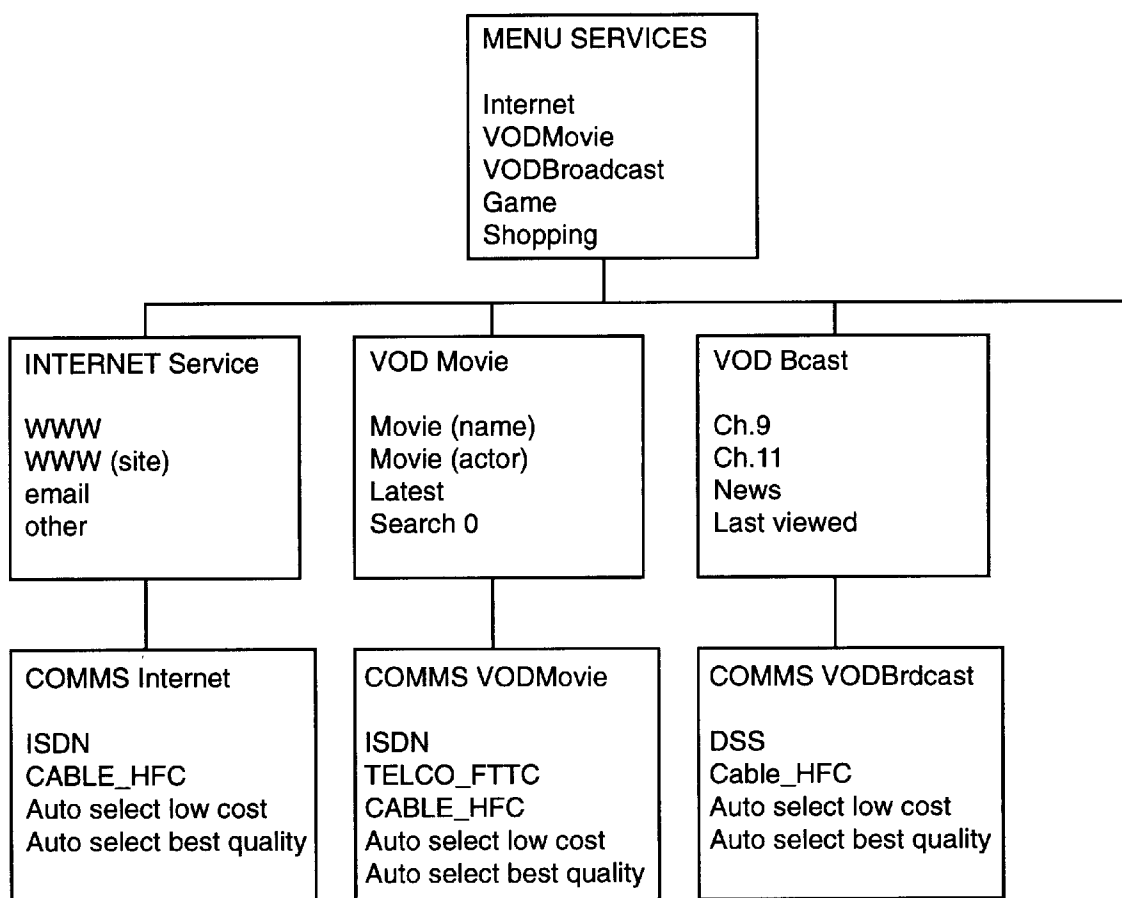 MENU SERVICES
Internet
VODMovie
VODBroadcast
Game
Shopping
INTERNET Service
WWW
WWW (site)
email
other
VOD Movie
Movie (name)
Movie (actor)
Latest
Search 0
VOD Bcast
Ch.9
Ch.11
News
Last viewed
COMMS Internet
ISDN
CABLE_HFC
Auto select low cost
Auto select best quality
COMMS VODMovie
ISDN
TELCO_FTTC
CABLE_HFC
Auto select low cost
Auto select best quality
COMMS VODBrdcast
DSS
Cable_HFC
Auto select low cost
Auto select best quality